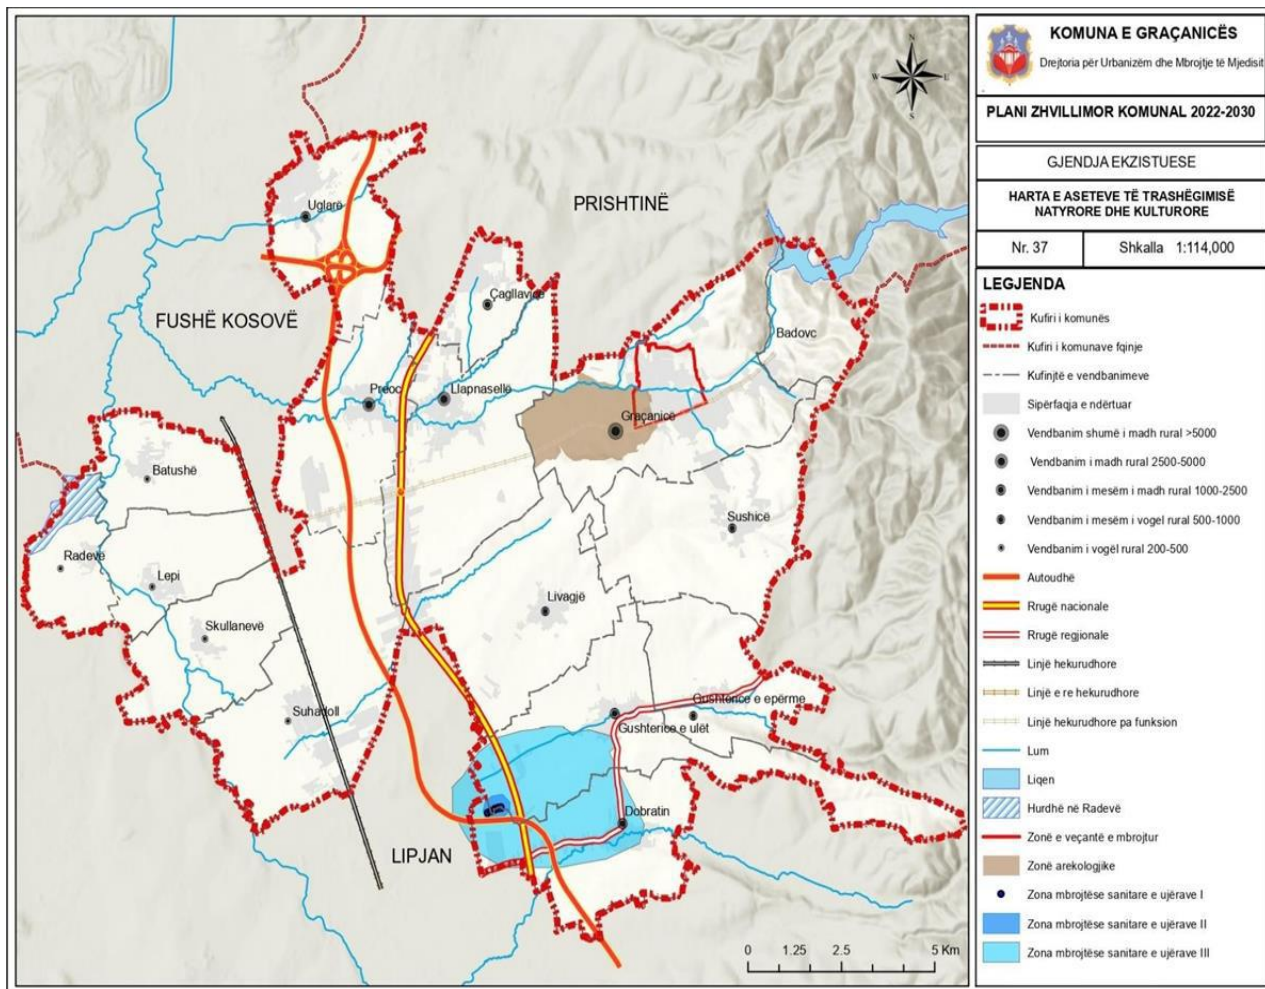 KOMUNA E GRAÇANICËS
Drejtoria për Urbanizëm dhe Mbrojtje të Mjedisit
PLANI ZHVILLIMOR KOMUNAL 2022-2030
GJENDJA EKZISTUESE
HARTA E ASETEVE TË TRASHËGIMISË
NATYRORE DHE KULTURORE
Nr. 37
Shkalla 1:114,000
LEGJENDA
Kufiri i komunës
Kufiri i komunave fqinje
Kufinjtë e vendbanimeve
Sipërfaqja e ndërtuar
Vendbanim shumë i madh rural >5000
Vendbanim i madh rural 2500-5000
Vendbanim i mesëm i madh rural 1000-2500
Vendbanim i mesëm i vogel rural 500-1000
Vendbanim i vogël rural 200-500
Autoudhë
Rrugë nacionale
Rrugë regjionale
Linjë hekurudhore
Linjë e re hekurudhore
Linjë hekurudhore pa funksion
Lum
Liqen
Hurdhë në Radevë
Zonë e veçantë e mbrojtur
Zonë arekologjike
Zona mbrojtëse sanitare e ujërave I
Zona mbrojtëse sanitare e ujërave II
Zona mbrojtëse sanitare e ujërave III
N
W
E
S
PRISHTINË
Uglarë
FUSHË KOSOVË
Çagllavicë
Badovc
Preoc
Llapnasellë
Graçanicë
Batushë
Sushicë
Radevë
Lepi
Livagjë
Skullanevë
Suhadoll
Gushterice e epërme
Gushterice e ulët
Dobratin
LIPJAN
0 1.25 2.5 5 Km